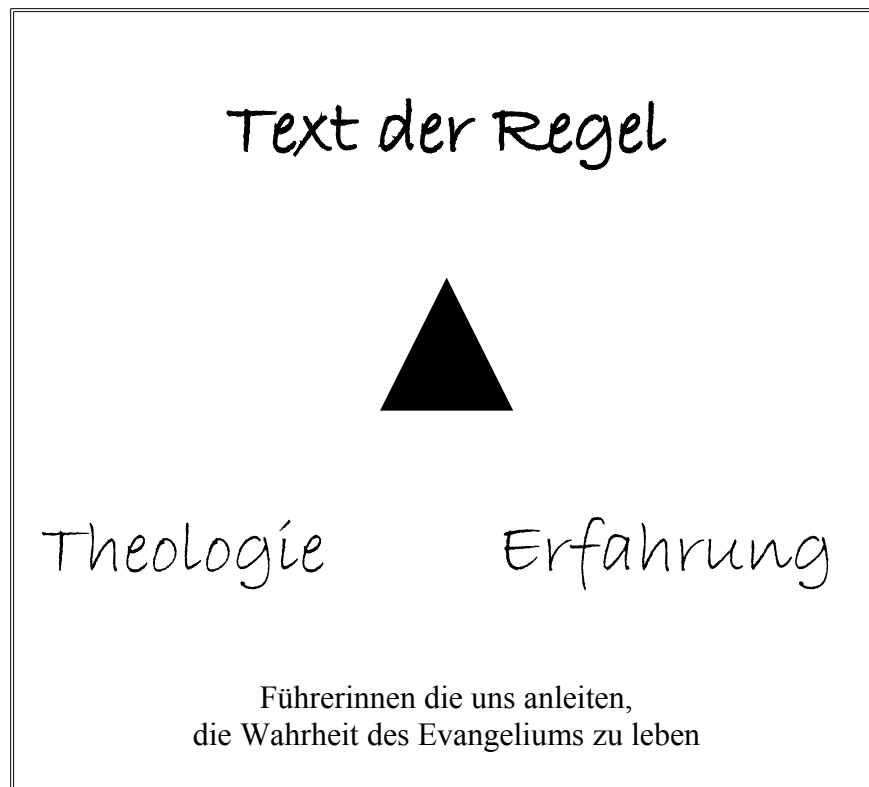 Text der Regel
Theologie Erfahrung
Führerinnen die uns anleiten,
die Wahrheit des Evangeliums zu leben